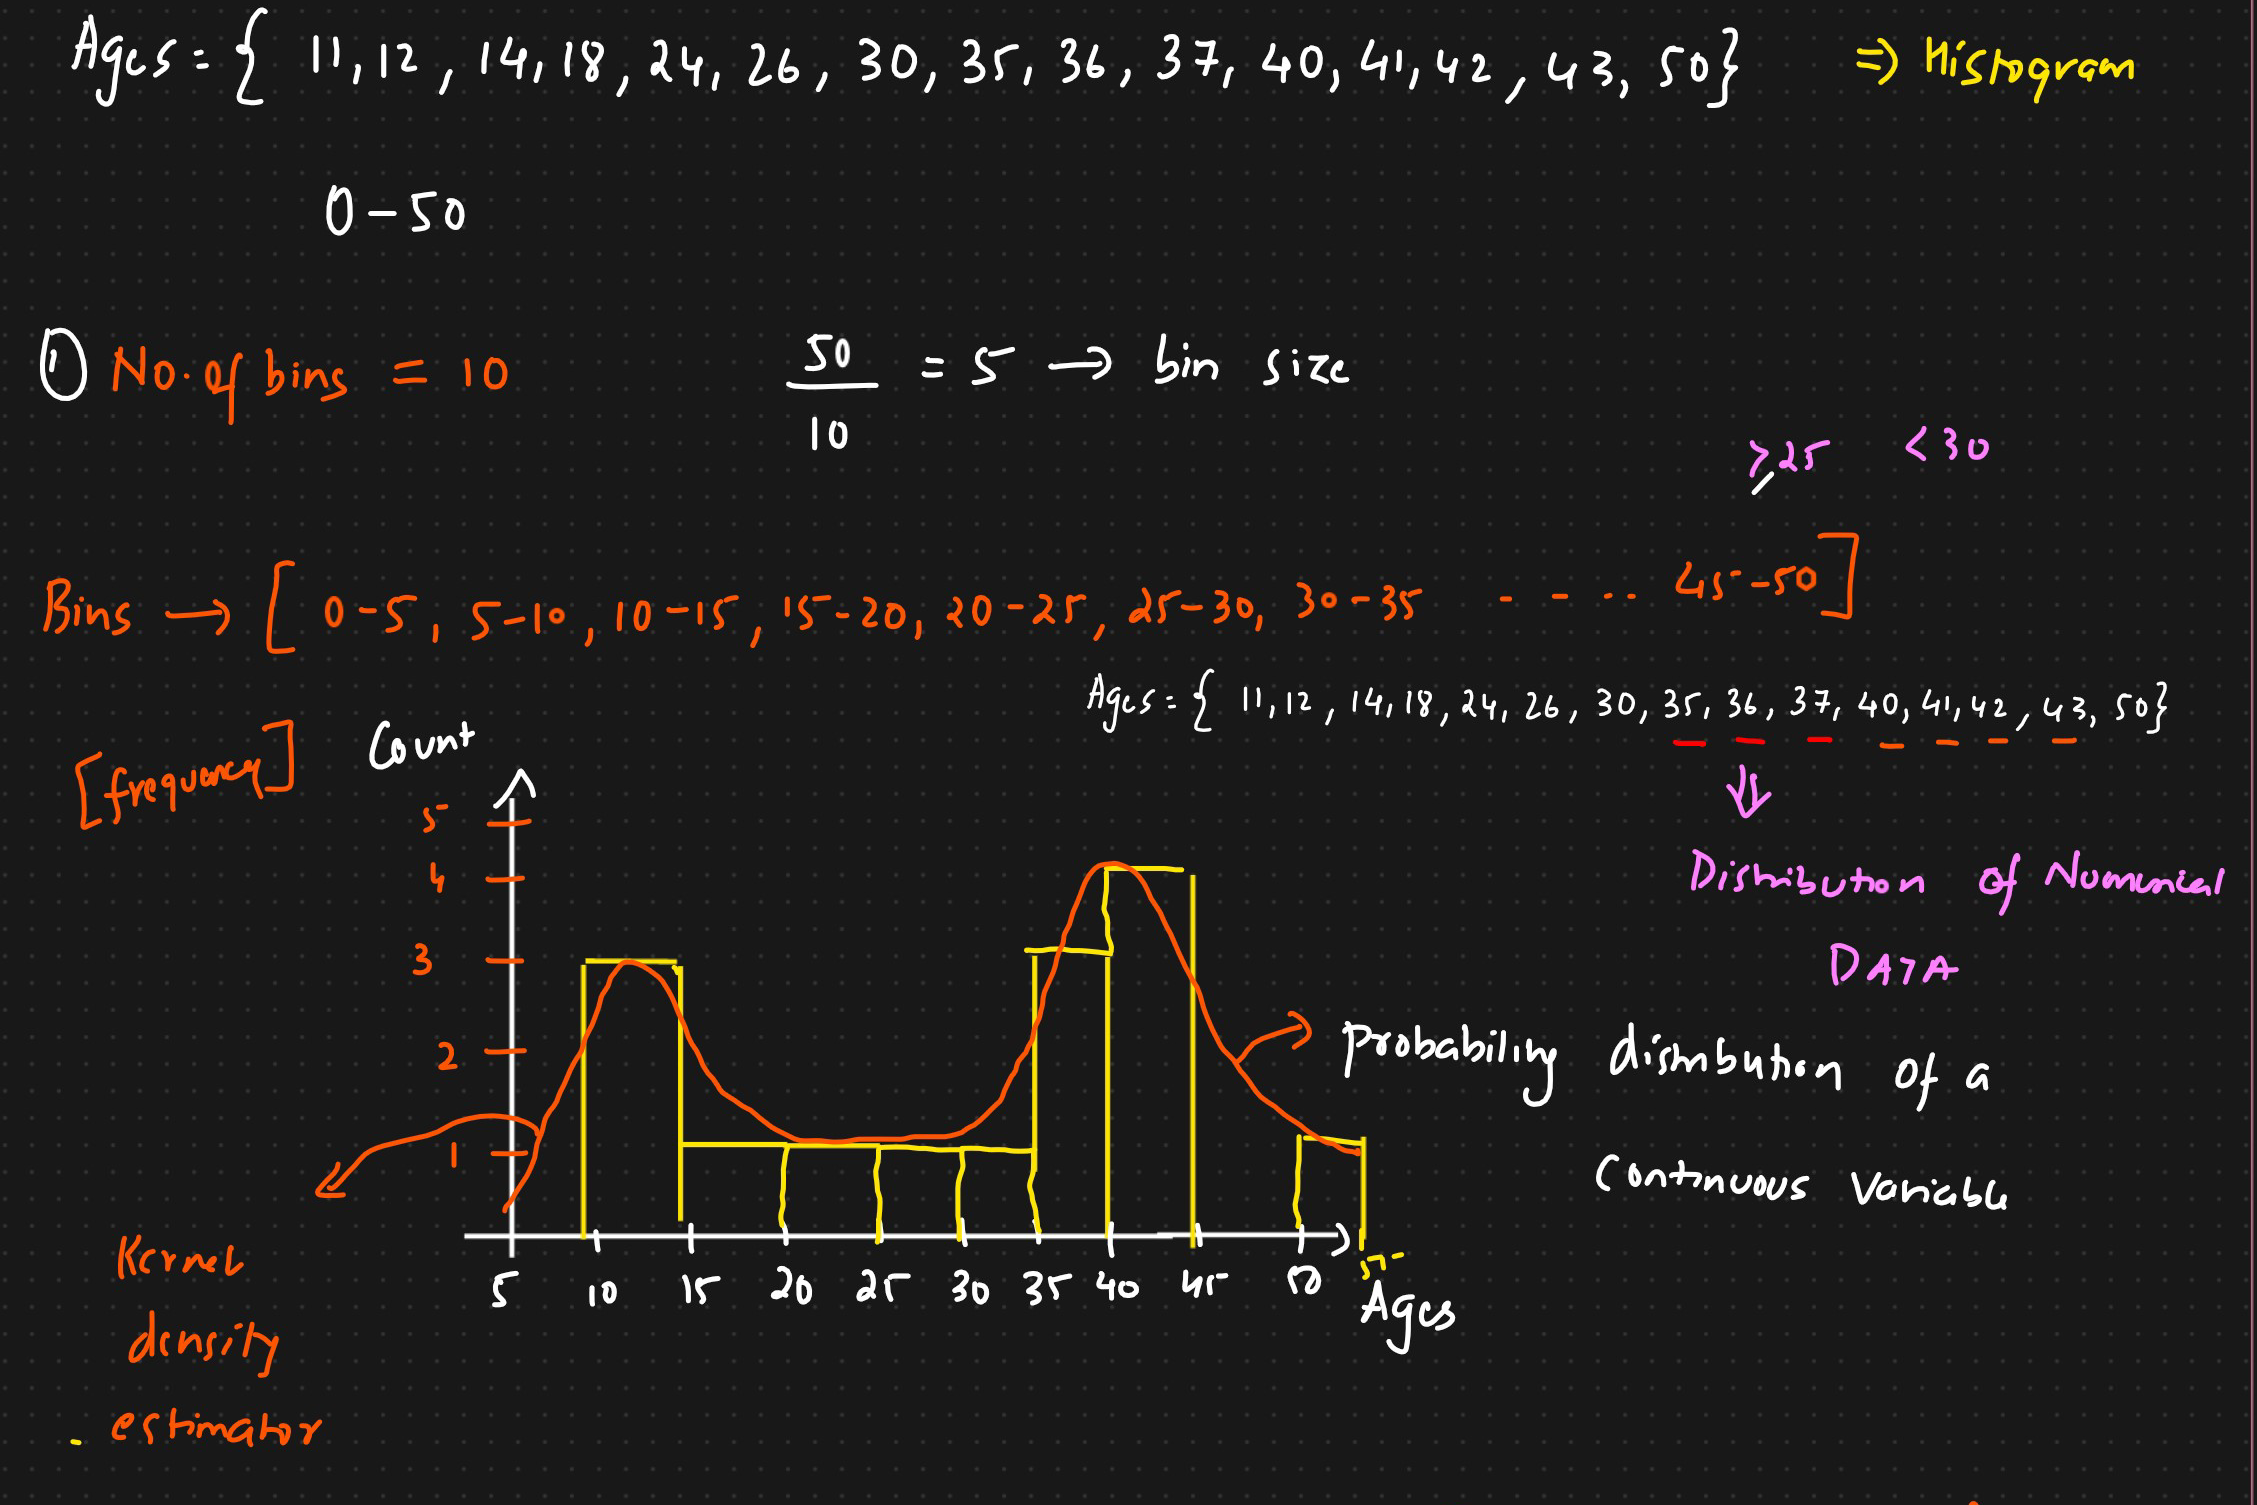 Ages = { 11, 12, 14, 18, 24, 26, 30, 35, 36, 37, 40, 41, 42, 43, 50} ⇒ Histogram
0 - 50
① No. of bins = 10
50/10 = 5 → bin size
≥25 <30
Bins → [ 0-5, 5-10, 10-15, 15-20, 20-25, 25-30, 30-35 - - - - 45-50]
Ages = { 11, 12, 14, 18, 24, 26, 30, 35, 36, 37, 40, 41, 42, 43, 50}
[frequency] Count
5
4
3
2
1
⇓
Distribution of Numerical
DATA
Probability distribution of a
Continuous Variable
5 10 15 20 25 30 35 40 45 50 55
Ages
Kernel
density
estimator